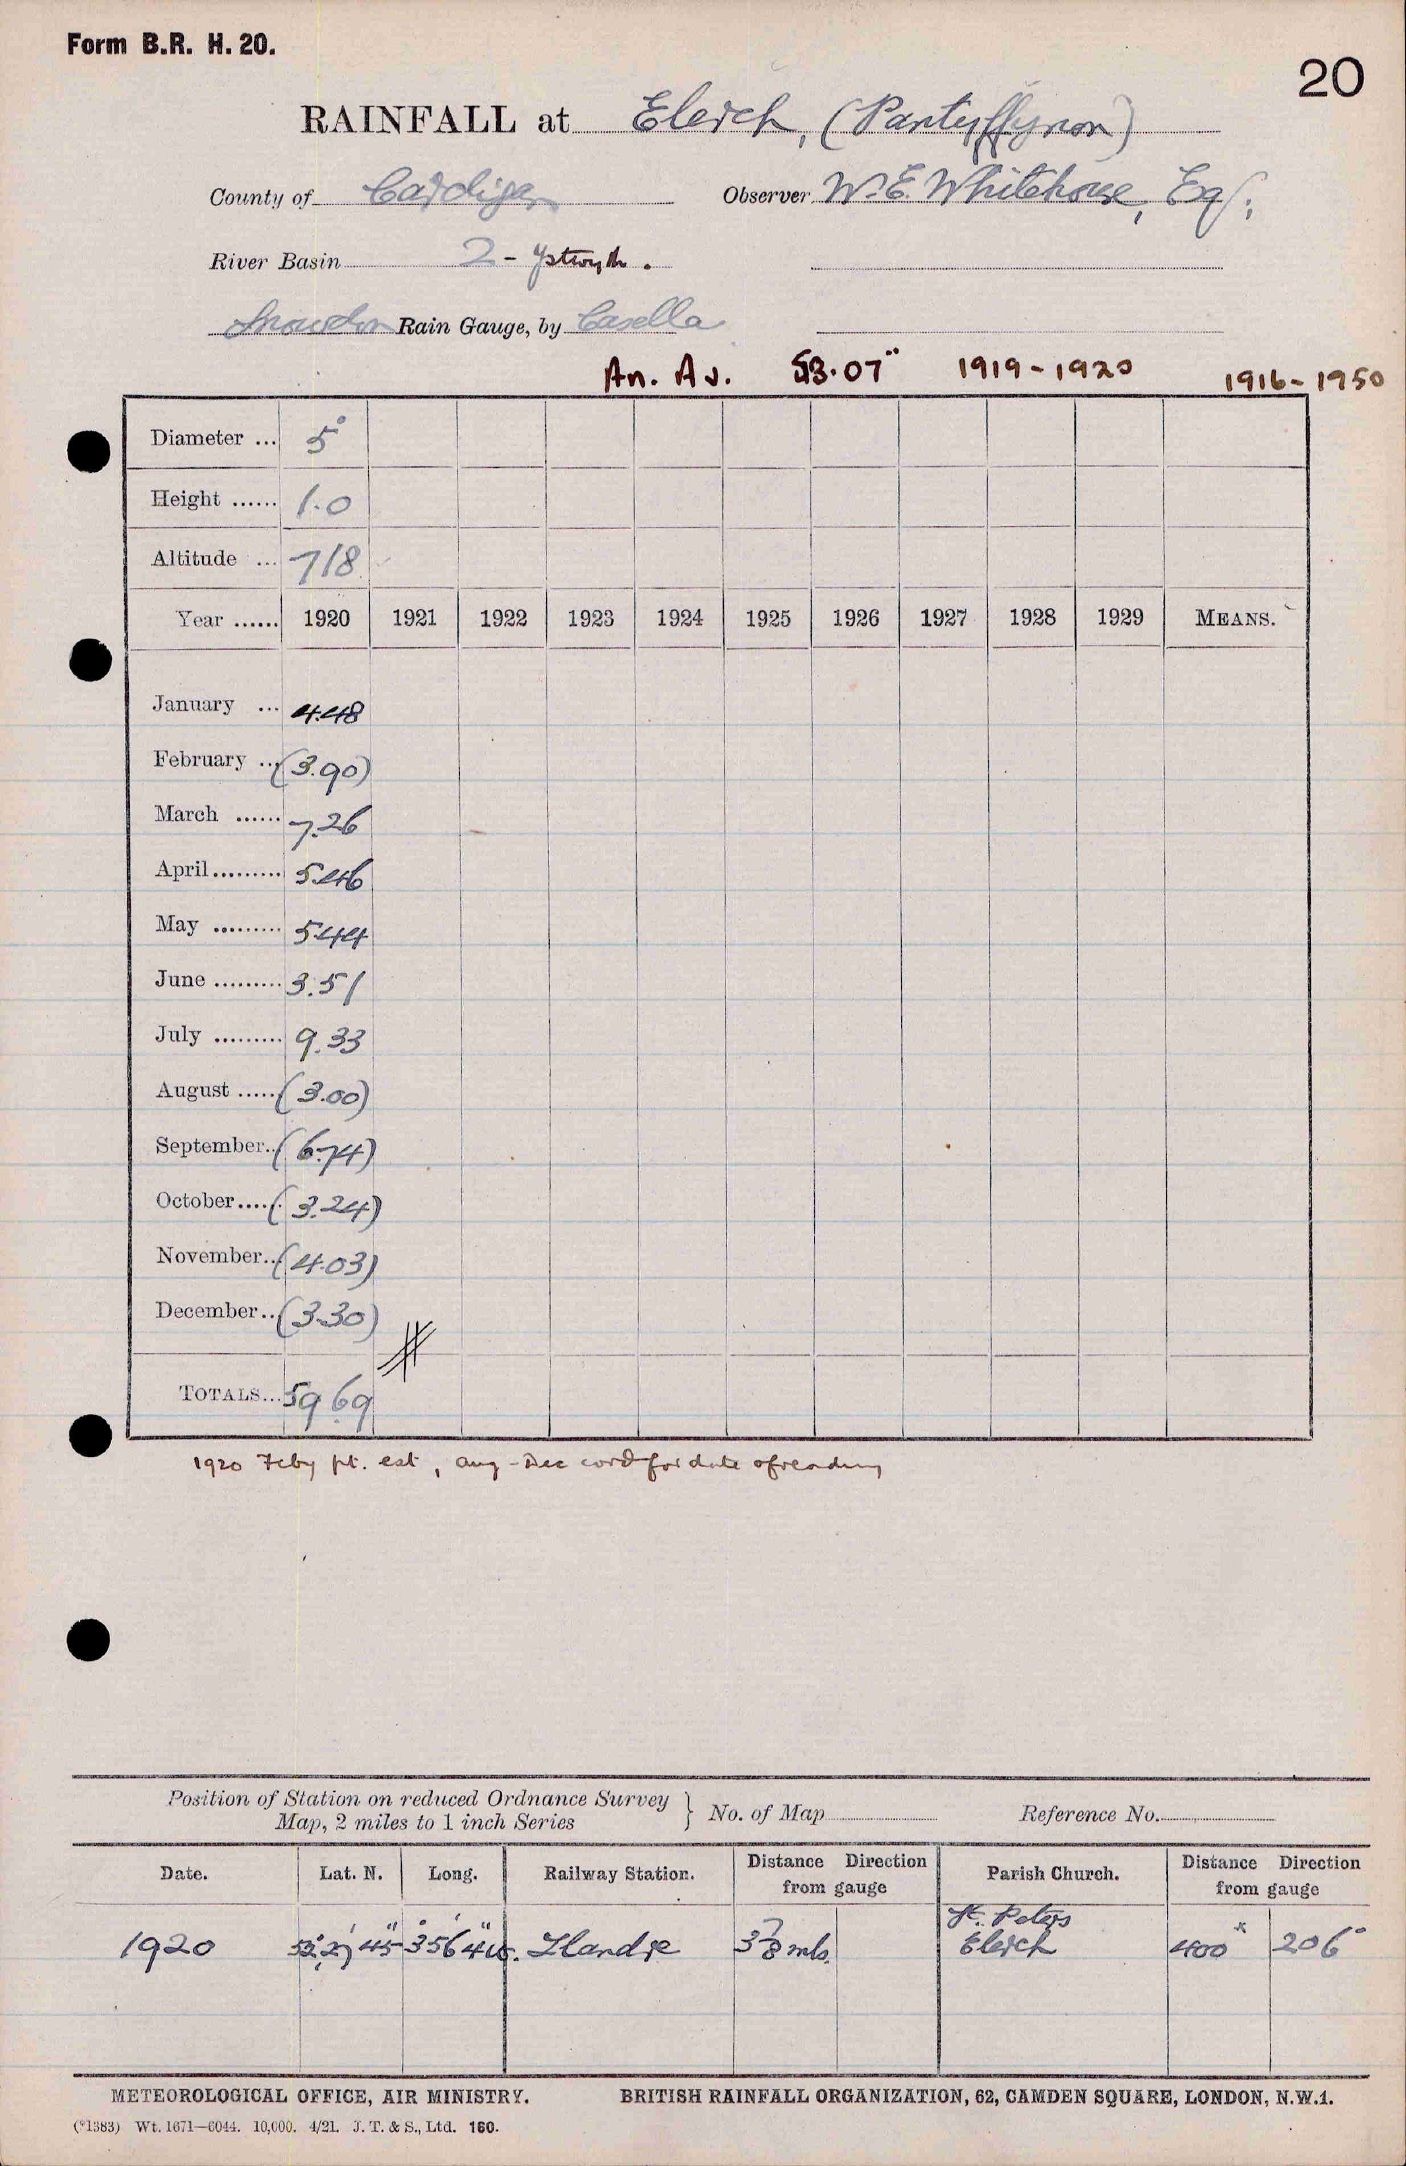 Form B.R. H. 20.
20
RAINFALL at Elerch, (Pantyffynon)
County of Cardigan Observer W. E. Whitehouse, Esq;
River Basin 2 - Ystwyth.
Snowdon Rain Gauge, by Casella
An. Av. 53.07" 1919-1920 1916-1950
Diameter ... 5"
Height ...... 1.0
Altitude ... 718
Year ...... 1920 1921 1922 1923 1924 1925 1926 1927 1928 1929 MEANS.
January ... 4.48
February ... (3.90)
March ...... 7.26
April......... 5.46
May ......... 5.44
June ......... 3.51
July ......... 9.33
August ...... (3.00)
September.. (6.74)
October..... (3.24)
November.. (4.03)
December.. (3.30)
TOTALS... 59.69
1920 Feby pt. est, Aug-Dec corrd for date of reading
Position of Station on reduced Ordnance Survey
Map, 2 miles to 1 inch Series } No. of Map Reference No.
Date. Lat. N. Long. Railway Station. Distance Direction from gauge Parish Church. Distance Direction from gauge
1920 52° 27' 45" 3° 56' 4" W. Llandre 3 7/8 mls. St. Peters Elerch 400 x 206°
METEOROLOGICAL OFFICE, AIR MINISTRY. BRITISH RAINFALL ORGANIZATION, 62, CAMDEN SQUARE, LONDON, N.W.1.
(*1383) Wt. 1671—6044. 10,000. 4/21. J. T. & S., Ltd. 160.